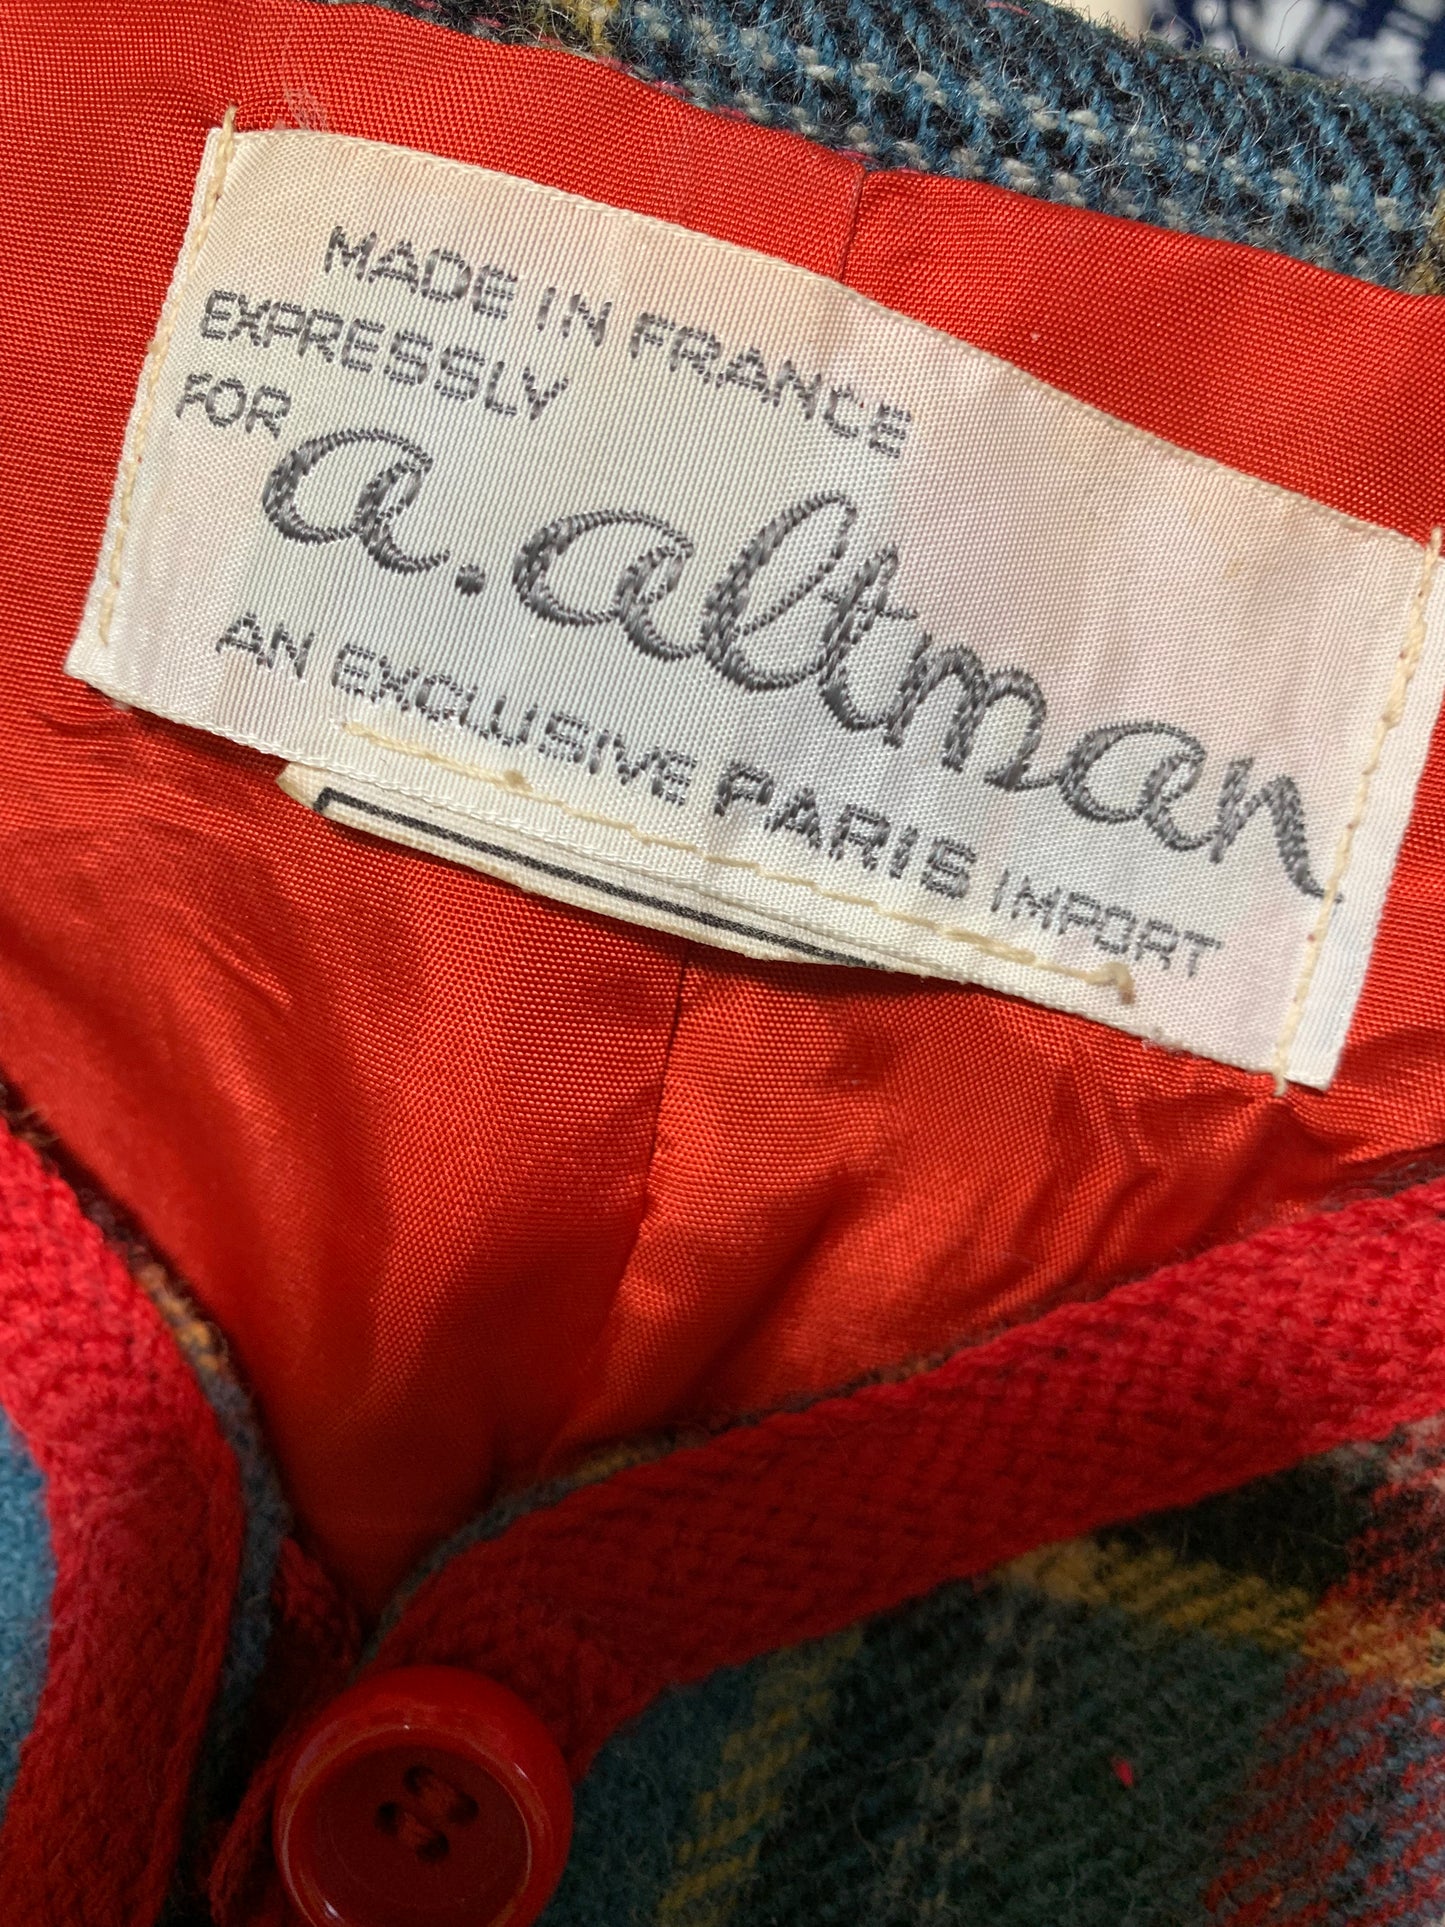 MADE IN FRANCE
EXPRESSLY
FOR
a. altman
AN EXCLUSIVE PARIS IMPORT